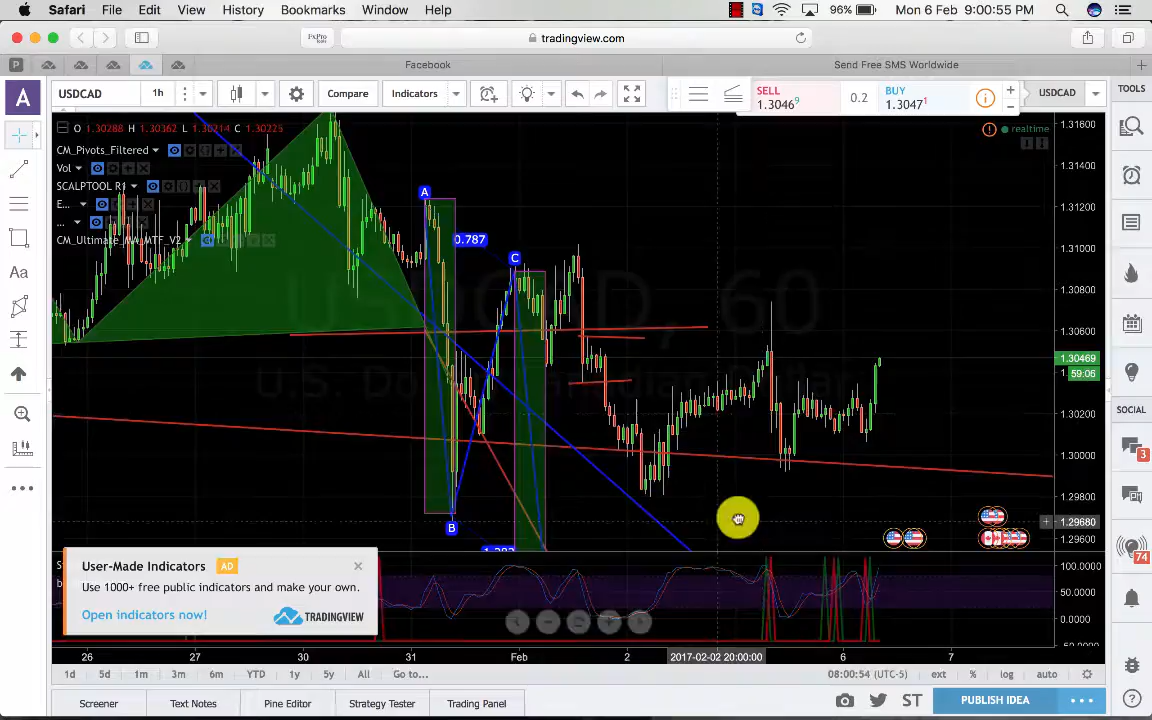 Safari File Edit View History Bookmarks Window Help
96% Mon 6 Feb 9:00:55 PM
tradingview.com
P Facebook Send Free SMS Worldwide
A USDCAD 1h Compare Indicators
SELL 1.30469 0.2 BUY 1.30471 USDCAD TOOLS
O 1.30288 H 1.30362 L 1.30214 C 1.30225
realtime
CM_Pivots_Filtered
Vol
SCALPTOOL R1
E...
...
CM_Ultimate_MA_MTF_V2
A
0.787
C
B
1.31600
1.31400
1.31200
1.31000
1.30800
1.30600
1.30469
59:06
1.30200
1.30000
1.29800
1.29680
1.29600
100.0000
50.0000
0.0000
Aa
SOCIAL
3
74
User-Made Indicators AD
Use 1000+ free public indicators and make your own.
Open indicators now! TRADINGVIEW
26 27 31 Feb 2 2017-02-02 20:00:00 6 7
1d 5d 1m 3m 6m YTD 1y 5y All Go to... 08:00:54 (UTC-5) ext % log auto
Screener Text Notes Pine Editor Strategy Tester Trading Panel ST PUBLISH IDEA